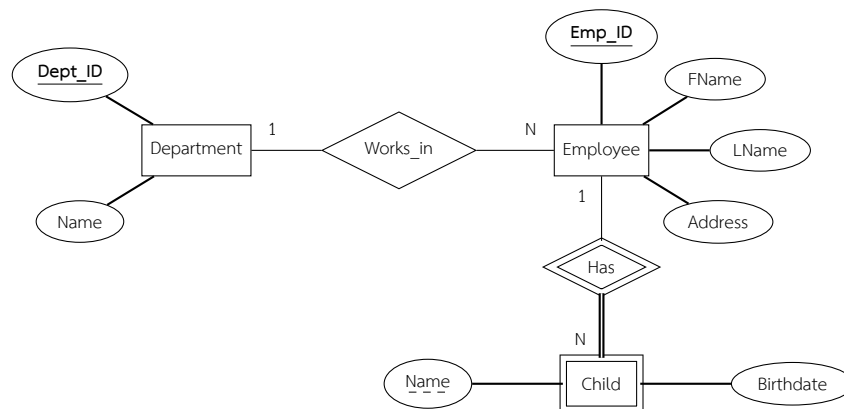 Emp_ID
Dept_ID
FName
1
N
Department
Works_in
Employee
LName
1
Name
Address
Has
N
Name
Child
Birthdate